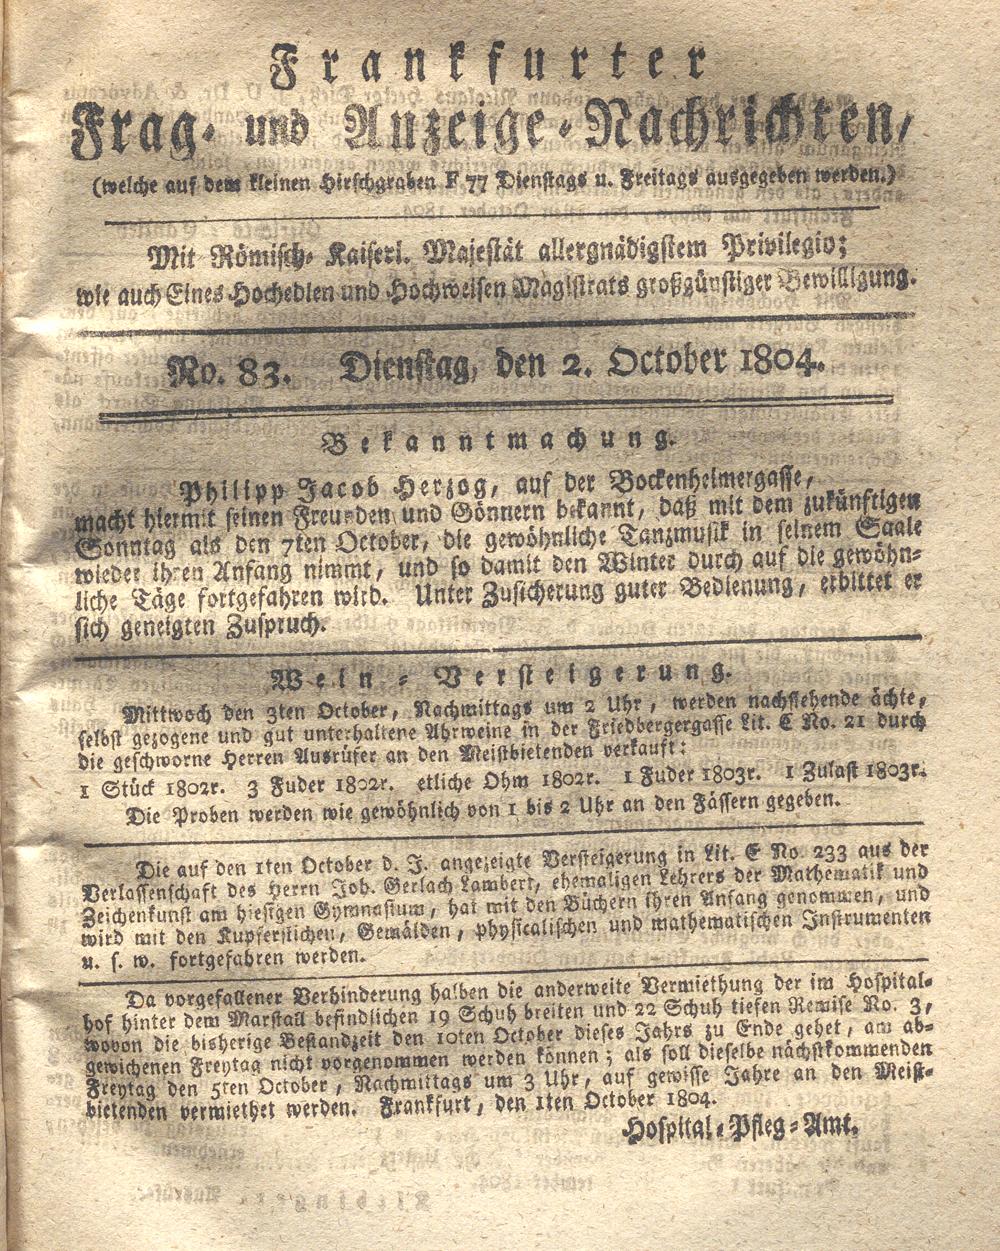 Frankfurter
Frag- und Anzeige-Nachrichten,
(welche auf dem kleinen Hirschgraben F 77 Dienstags u. Freitags ausgegeben werden.)
Mit Römisch- Kaiserl. Majestät allergnädigstem Privilegio;
wie auch Eines Hochedlen und Hochweisen Magistrats großgünstiger Bewilligung.
No. 83. Dienstag, den 2. October 1804.
Bekanntmachung.
Philipp Jacob Herzog, auf der Bockenheimergasse,
macht hiermit seinen Freunden und Gönnern bekannt, daß mit dem zukünftigen
Sonntag als den 7ten October, die gewöhnliche Tanzmusik in seinem Saale
wieder ihren Anfang nimmt, und so damit den Winter durch auf die gewöhn-
liche Täge fortgefahren wird. Unter Zusicherung guter Bedienung, erbittet er
sich geneigten Zuspruch.
Wein - Versteigerung.
Mittwoch den 3ten October, Nachmittags um 2 Uhr, werden nachstehende ächte,
selbst gezogene und gut unterhaltene Ahrweine in der Friedbergergasse Lit. C No. 21 durch
die geschworne Herren Ausrüfer an den Meistbietenden verkauft:
1 Stück 1802r. 3 Fuder 1802r. etliche Ohm 1802r. 1 Fuder 1803r. 1 Zulast 1803r.
Die Proben werden wie gewöhnlich von 1 bis 2 Uhr an den Fässern gegeben.
Die auf den 1ten October d. J. angezeigte Versteigerung in Lit. E No. 233 aus der
Verlassenschaft des Herrn Joh. Gerlach Lambert, ehemaligen Lehrers der Mathematik und
Zeichenkunst am hiesigen Gymnasium, hat mit den Büchern ihren Anfang genommen, und
wird mit den Kupferstichen, Gemälden, physicalischen und mathematischen Instrumenten
u. s. w. fortgefahren werden.
Da vorgefallener Verhinderung halben die anderweite Vermiethung der im Hospital-
hof hinter dem Marstall befindlichen 19 Schuh breiten und 22 Schuh tiefen Remise No. 3,
wovon die bisherige Bestandzeit den 10ten October dieses Jahrs zu Ende gehet, am ab-
gewichenen Freytag nicht vorgenommen werden können; als soll dieselbe nächstkommenden
Freytag den 5ten October, Nachmittags um 3 Uhr, auf gewisse Jahre an den Meist-
bietenden vermiethet werden. Frankfurt, den 1ten October 1804.
Hospital-Pfleg-Amt.